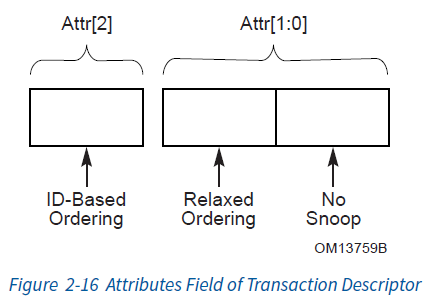 Attr[2]
Attr[1:0]
ID-Based
Ordering
Relaxed
Ordering
No
Snoop
OM13759B
Figure 2-16 Attributes Field of Transaction Descriptor